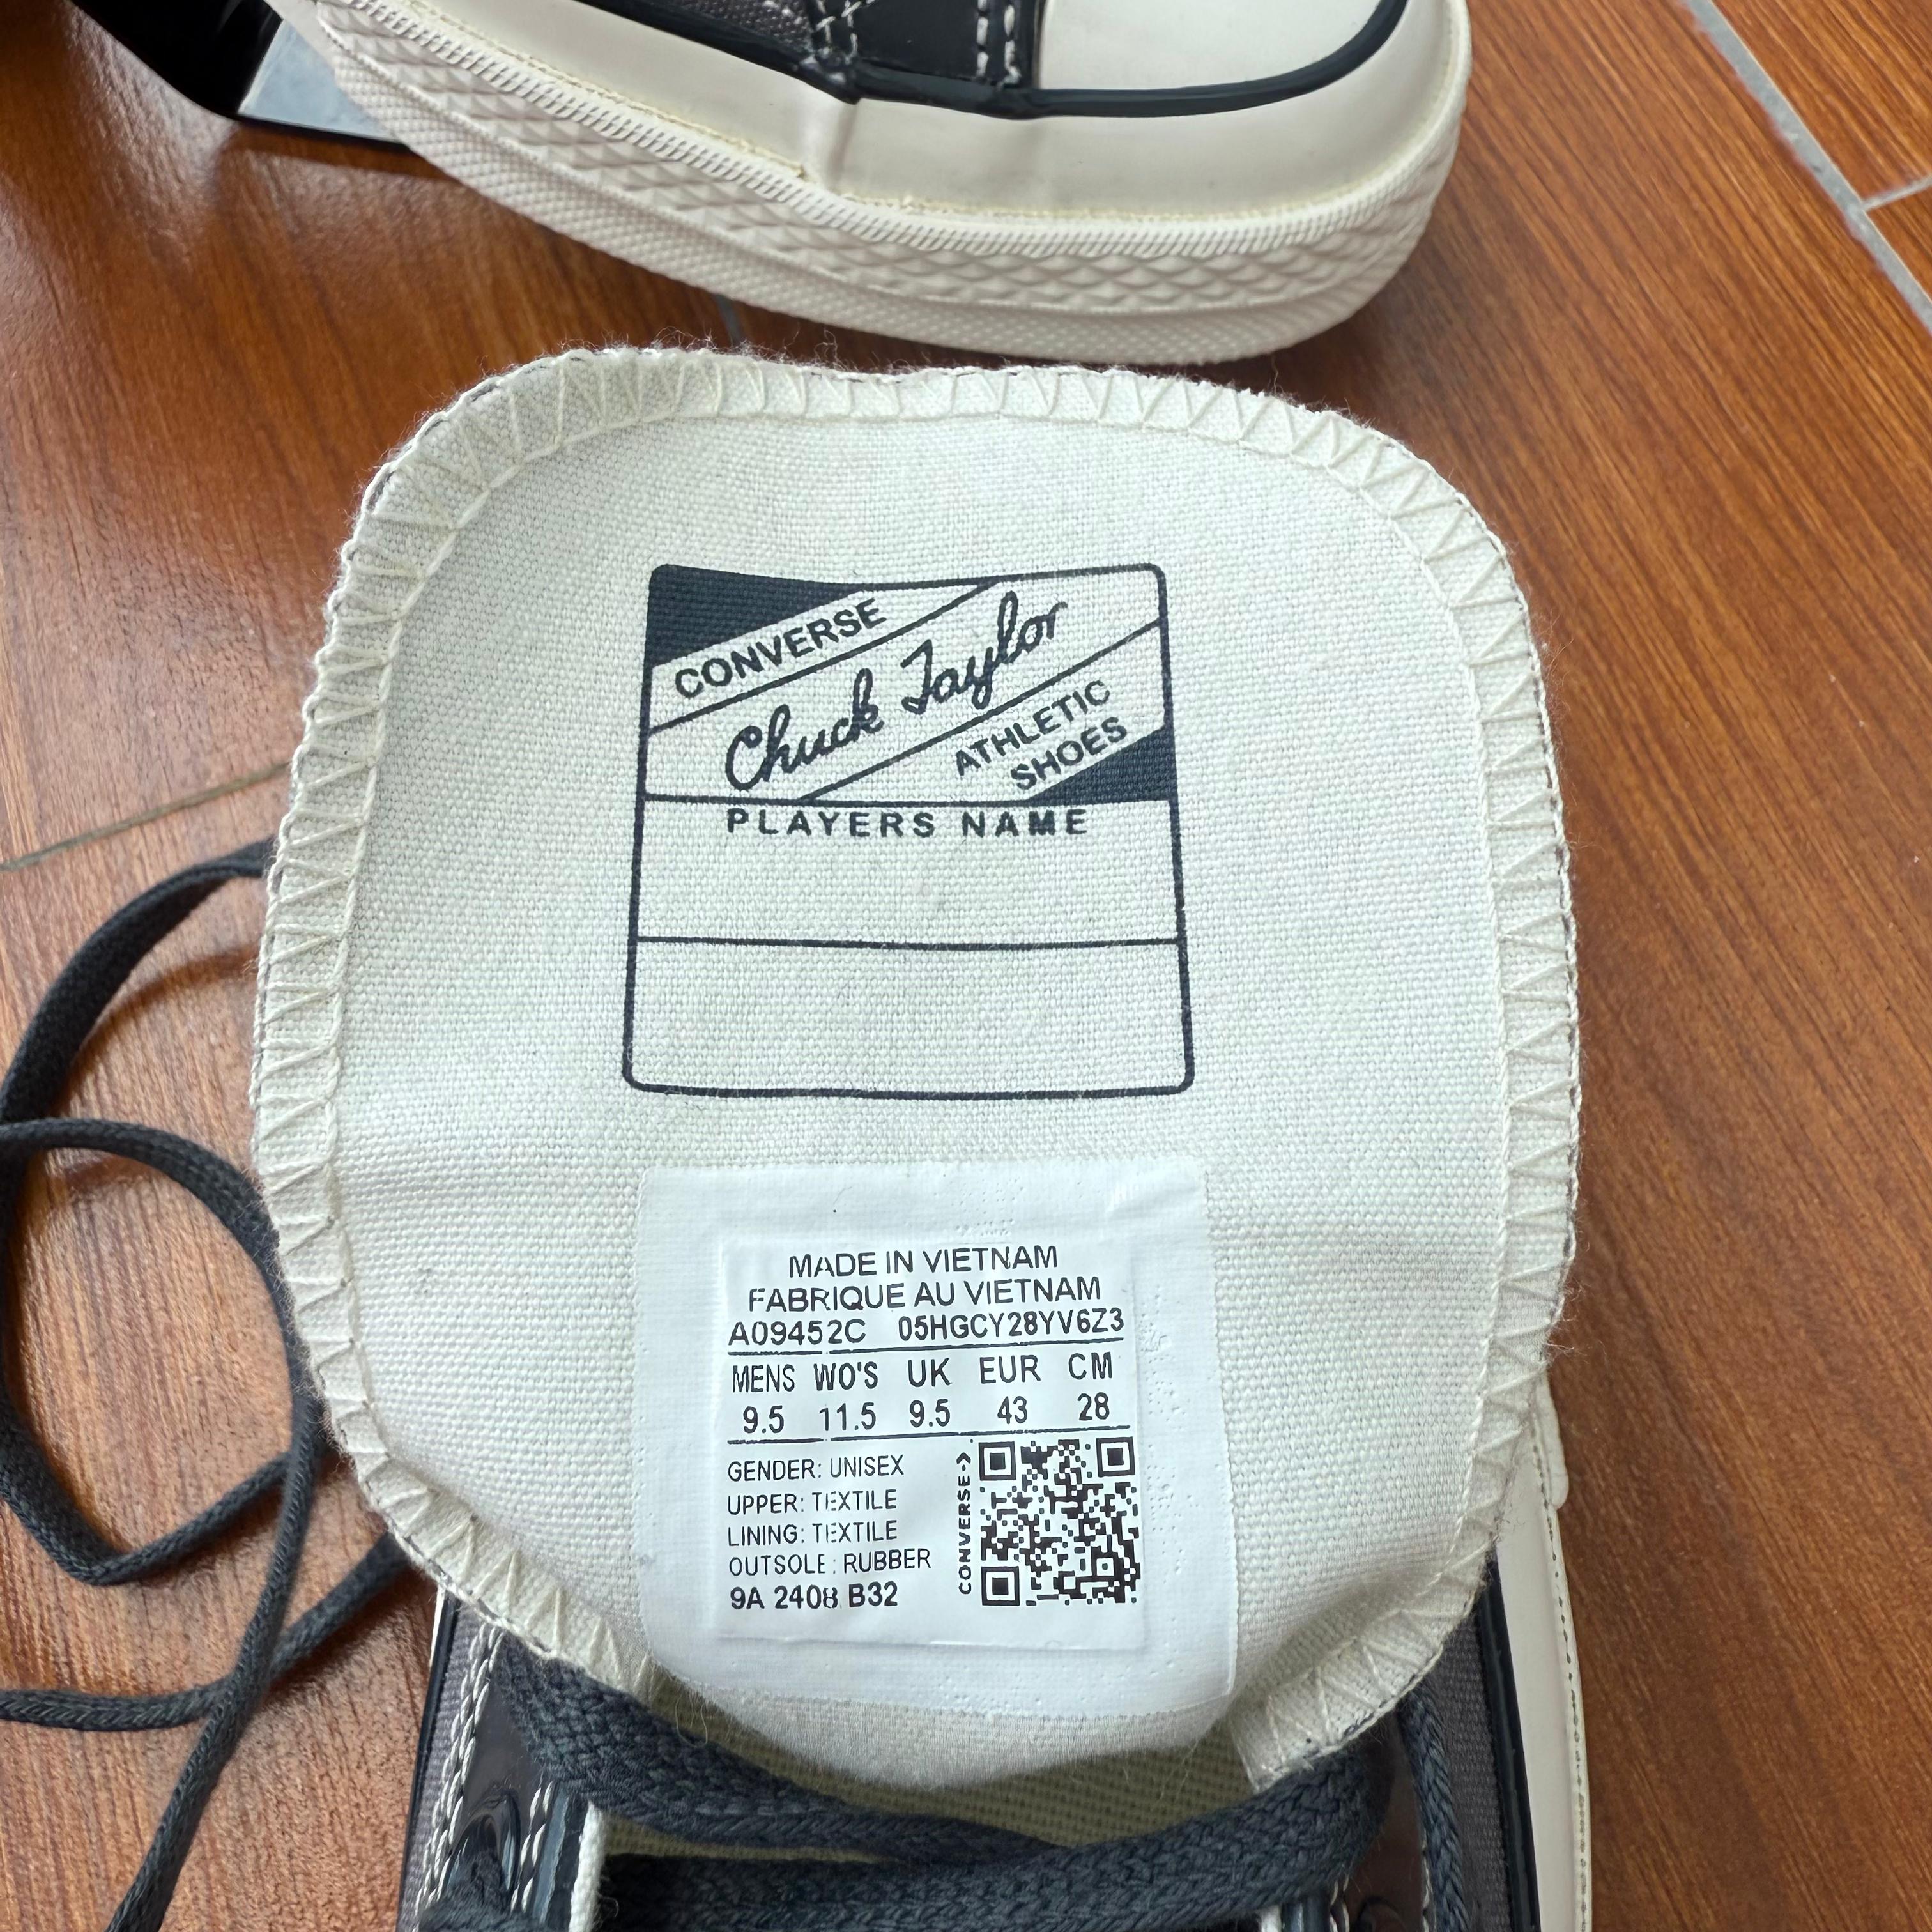 CONVERSE
Chuck Taylor
ATHLETIC
SHOES
PLAYERS NAME
MADE IN VIETNAM
FABRIQUE AU VIETNAM
A09452C 05HGCY28YV6Z3
MENS WO'S UK EUR CM
9.5 11.5 9.5 43 28
GENDER: UNISEX
UPPER: TEXTILE
LINING: TEXTILE
OUTSOLE: RUBBER
9A 2408 B32
CONVERSE->